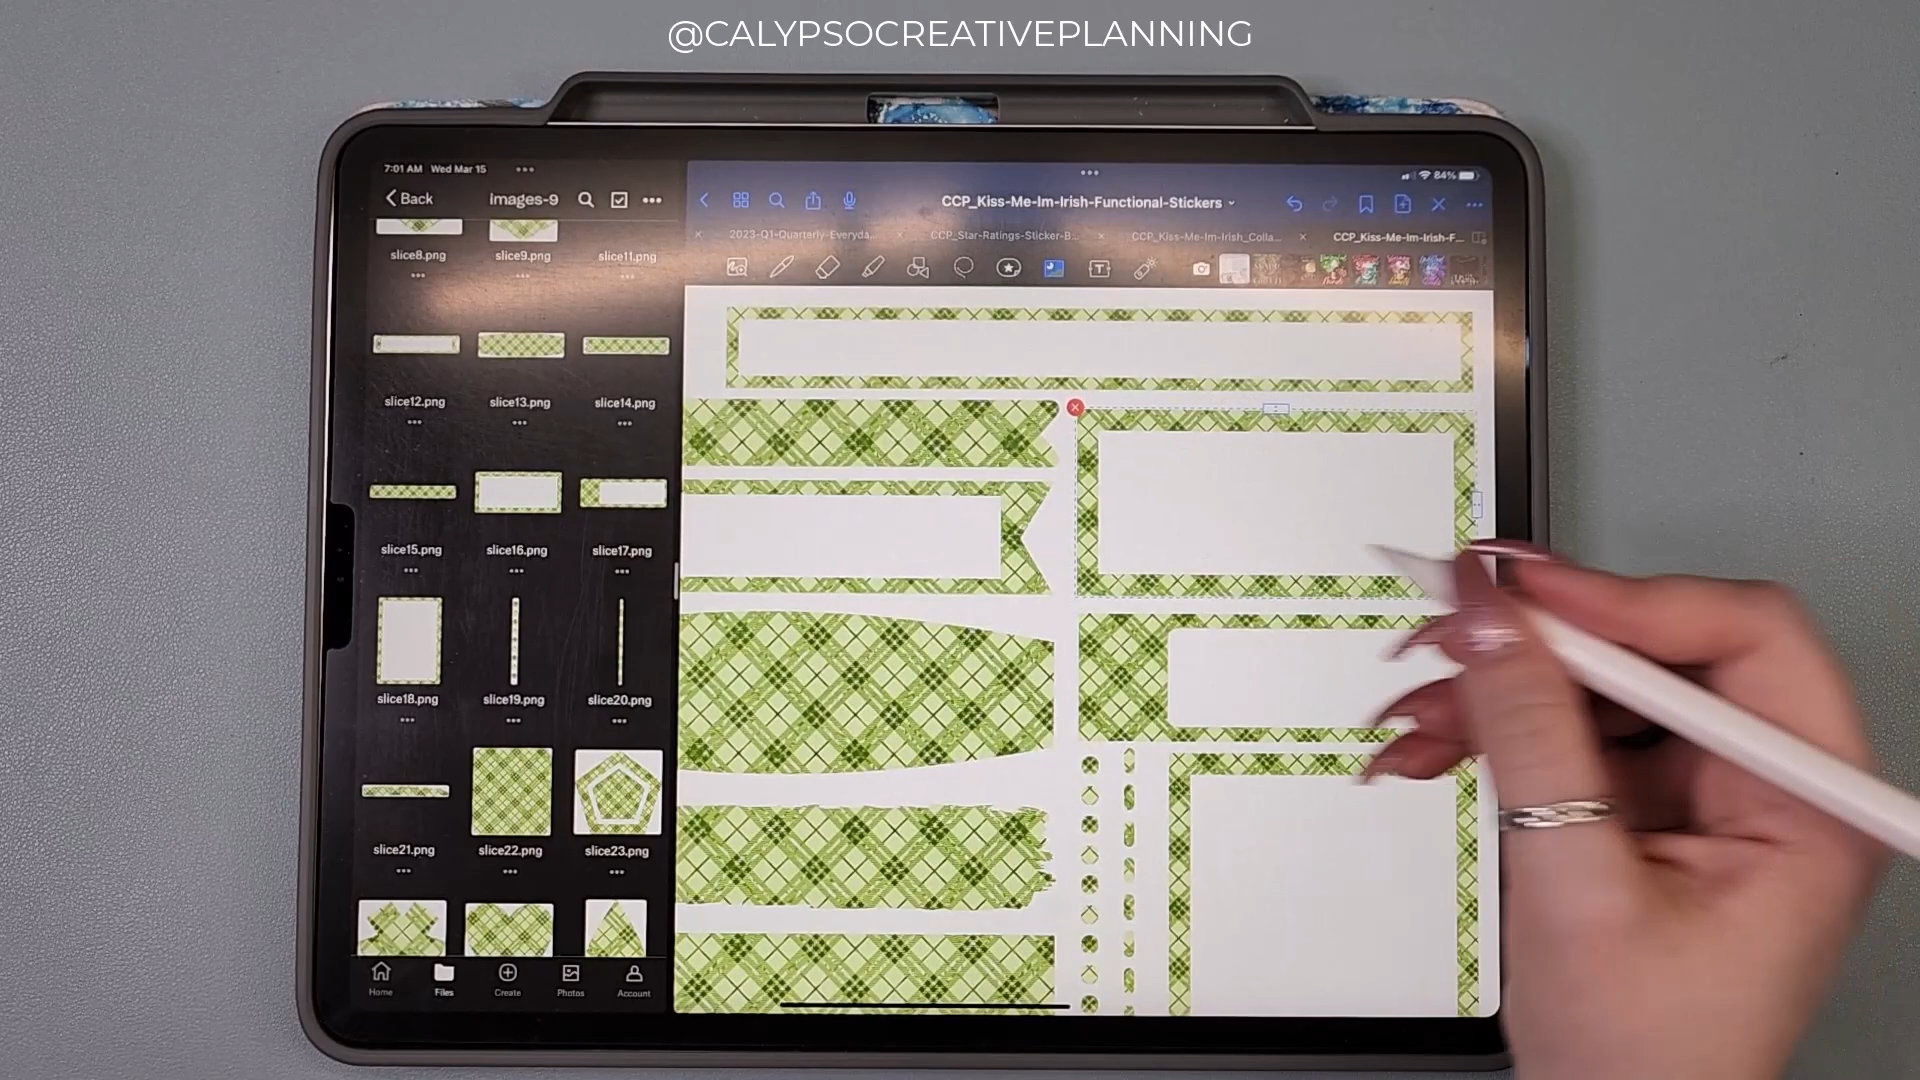 @CALYPSOCREATIVEPLANNING
7:01 AM Wed Mar 15
84%
Back
Images-9
CCP_Kiss-Me-Im-Irish-Functional-Stickers
2023-Q1-Quarterly-Everyda...
CCP_Star-Ratings-Sticker-B...
CCP_Kiss-Me-Im-Irish_Colla...
CCP_Kiss-Me-Im-Irish-F...
slice8.png
slice9.png
slice11.png
slice12.png
slice13.png
slice14.png
slice15.png
slice16.png
slice17.png
slice18.png
slice19.png
slice20.png
slice21.png
slice22.png
slice23.png
Home
Files
Create
Photos
Account